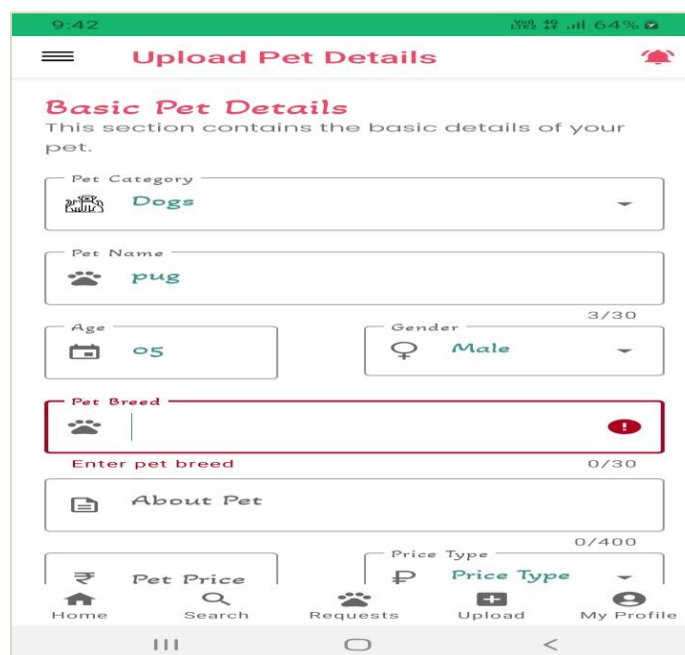 9:42
64%
Upload Pet Details
Basic Pet Details
This section contains the basic details of your
pet.
Pet Category
Dogs
Pet Name
pug
3/30
Age
05
Gender
Male
Pet Breed
Enter pet breed
0/30
About Pet
0/400
₹ Pet Price
Price Type
₽ Price Type
Home Search Requests Upload My Profile